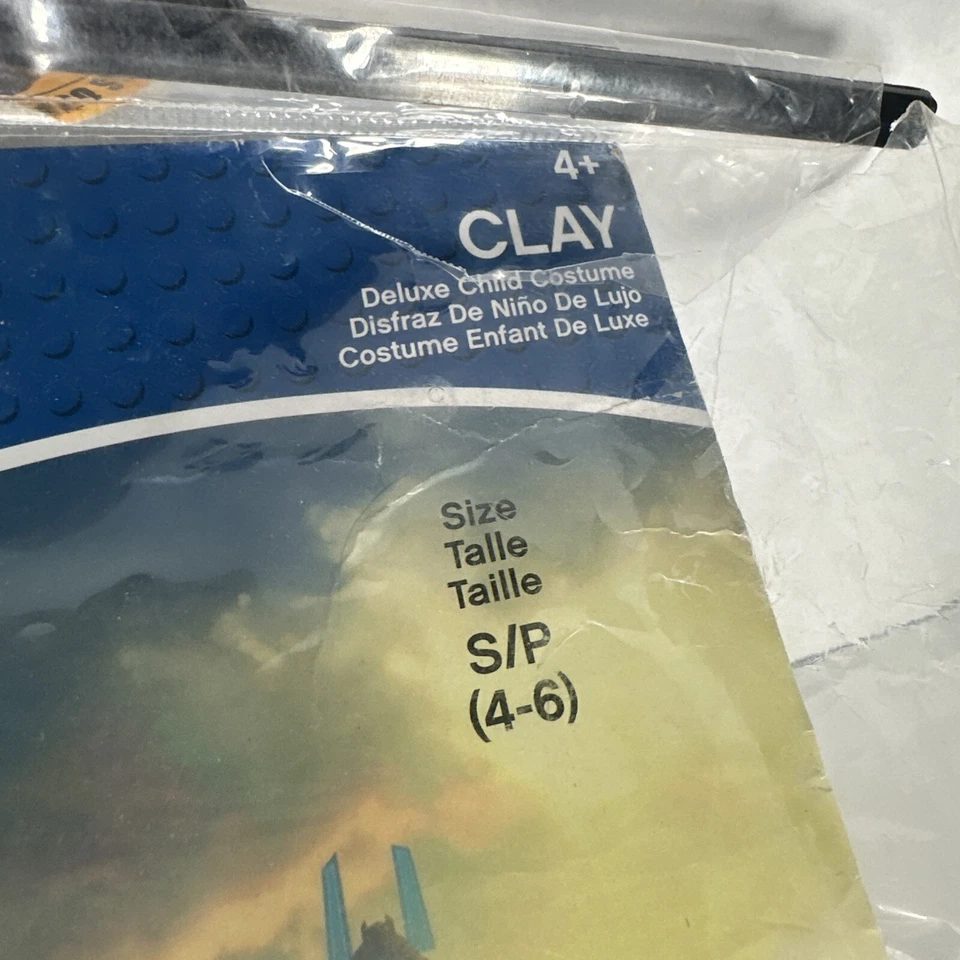 4+
CLAY
Deluxe Child Costume
Disfraz De Niño De Lujo
Costume Enfant De Luxe
Size
Talle
Taille
S/P
(4-6)